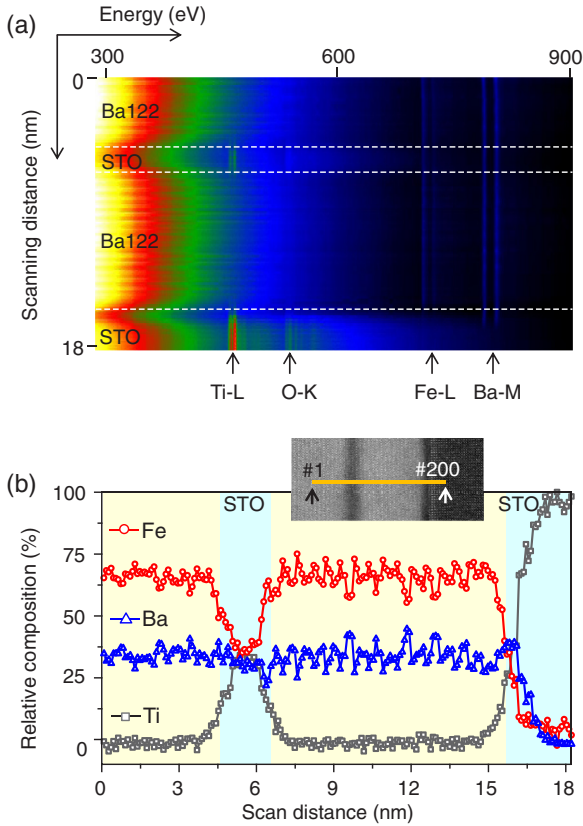 (a)
Energy (eV)
300 600 900
Scanning distance (nm)
0
Ba122
STO
Ba122
STO
18
Ti-L O-K Fe-L Ba-M
(b)
#1 #200
Relative composition (%)
100
75
50
25
0
STO STO
Fe
Ba
Ti
0 3 6 9 12 15 18
Scan distance (nm)